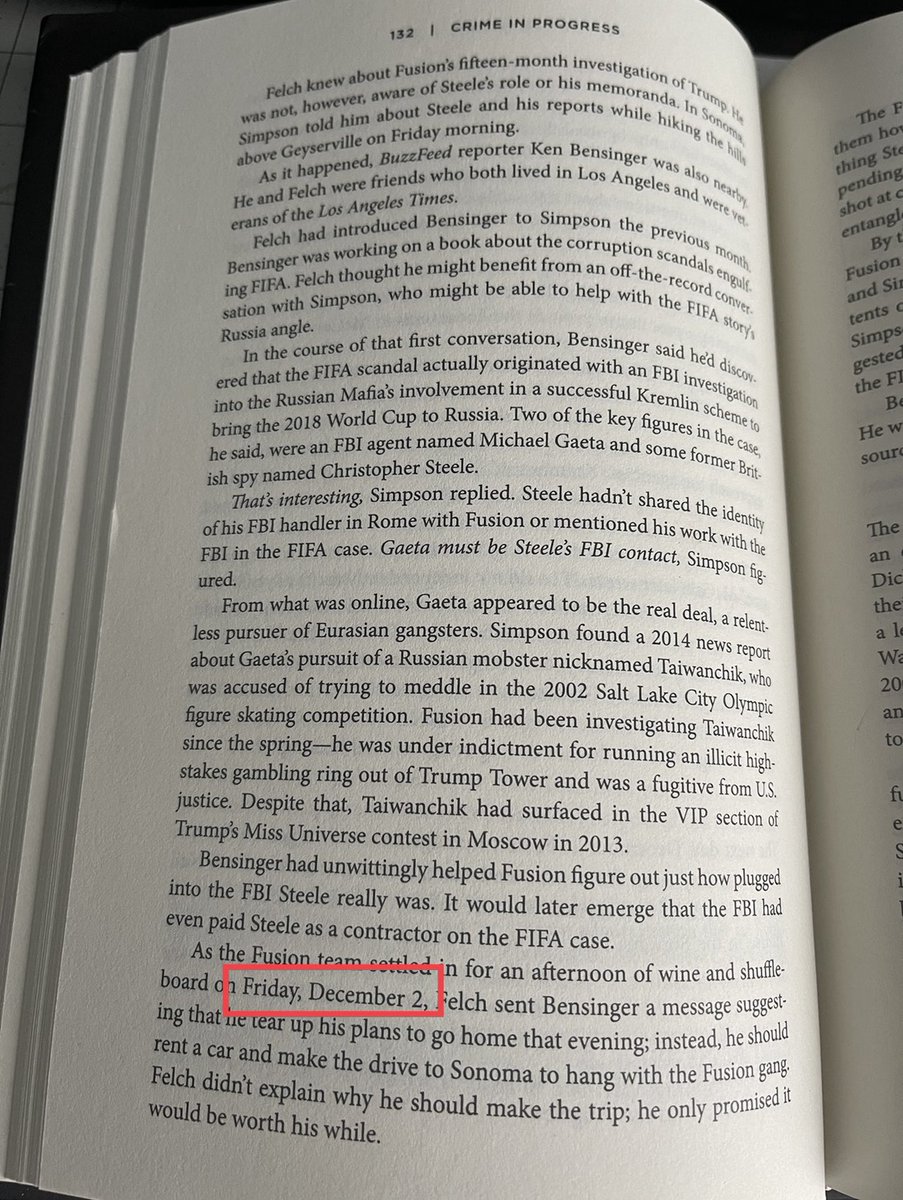 132 | CRIME IN PROGRESS
Felch knew about Fusion's fifteen-month investigation of Trump. He
was not, however, aware of Steele's role or his memoranda. In Sonoma,
Simpson told him about Steele and his reports while hiking the hills
above Geyserville on Friday morning.
As it happened, BuzzFeed reporter Ken Bensinger was also nearby.
He and Felch were friends who both lived in Los Angeles and were vet-
erans of the Los Angeles Times.
Felch had introduced Bensinger to Simpson the previous month.
Bensinger was working on a book about the corruption scandals engulf-
ing FIFA. Felch thought he might benefit from an off-the-record conver-
sation with Simpson, who might be able to help with the FIFA story's
Russia angle.
In the course of that first conversation, Bensinger said he'd discov-
ered that the FIFA scandal actually originated with an FBI investigation
into the Russian Mafia's involvement in a successful Kremlin scheme to
bring the 2018 World Cup to Russia. Two of the key figures in the case,
he said, were an FBI agent named Michael Gaeta and some former Brit-
ish spy named Christopher Steele.
That's interesting, Simpson replied. Steele hadn't shared the identity
of his FBI handler in Rome with Fusion or mentioned his work with the
FBI in the FIFA case. Gaeta must be Steele's FBI contact, Simpson fig-
ured.
From what was online, Gaeta appeared to be the real deal, a relent-
less pursuer of Eurasian gangsters. Simpson found a 2014 news report
about Gaeta's pursuit of a Russian mobster nicknamed Taiwanchik, who
was accused of trying to meddle in the 2002 Salt Lake City Olympic
figure skating competition. Fusion had been investigating Taiwanchik
since the spring—he was under indictment for running an illicit high-
stakes gambling ring out of Trump Tower and was a fugitive from U.S.
justice. Despite that, Taiwanchik had surfaced in the VIP section of
Trump's Miss Universe contest in Moscow in 2013.
Bensinger had unwittingly helped Fusion figure out just how plugged
into the FBI Steele really was. It would later emerge that the FBI had
even paid Steele as a contractor on the FIFA case.
As the Fusion team settled in for an afternoon of wine and shuffle-
board on Friday, December 2, Felch sent Bensinger a message suggest-
ing that he tear up his plans to go home that evening; instead, he should
rent a car and make the drive to Sonoma to hang with the Fusion gang.
Felch didn't explain why he should make the trip; he only promised it
would be worth his while.
The F
them how
thing Ste
pending
shot at c
entangle
By t
Fusion
and Sim
tents o
Simps
gested
the FI
Be
He w
sourc
The
an
Dic
the
a le
Wa
20
an
to
fu
e
S
i